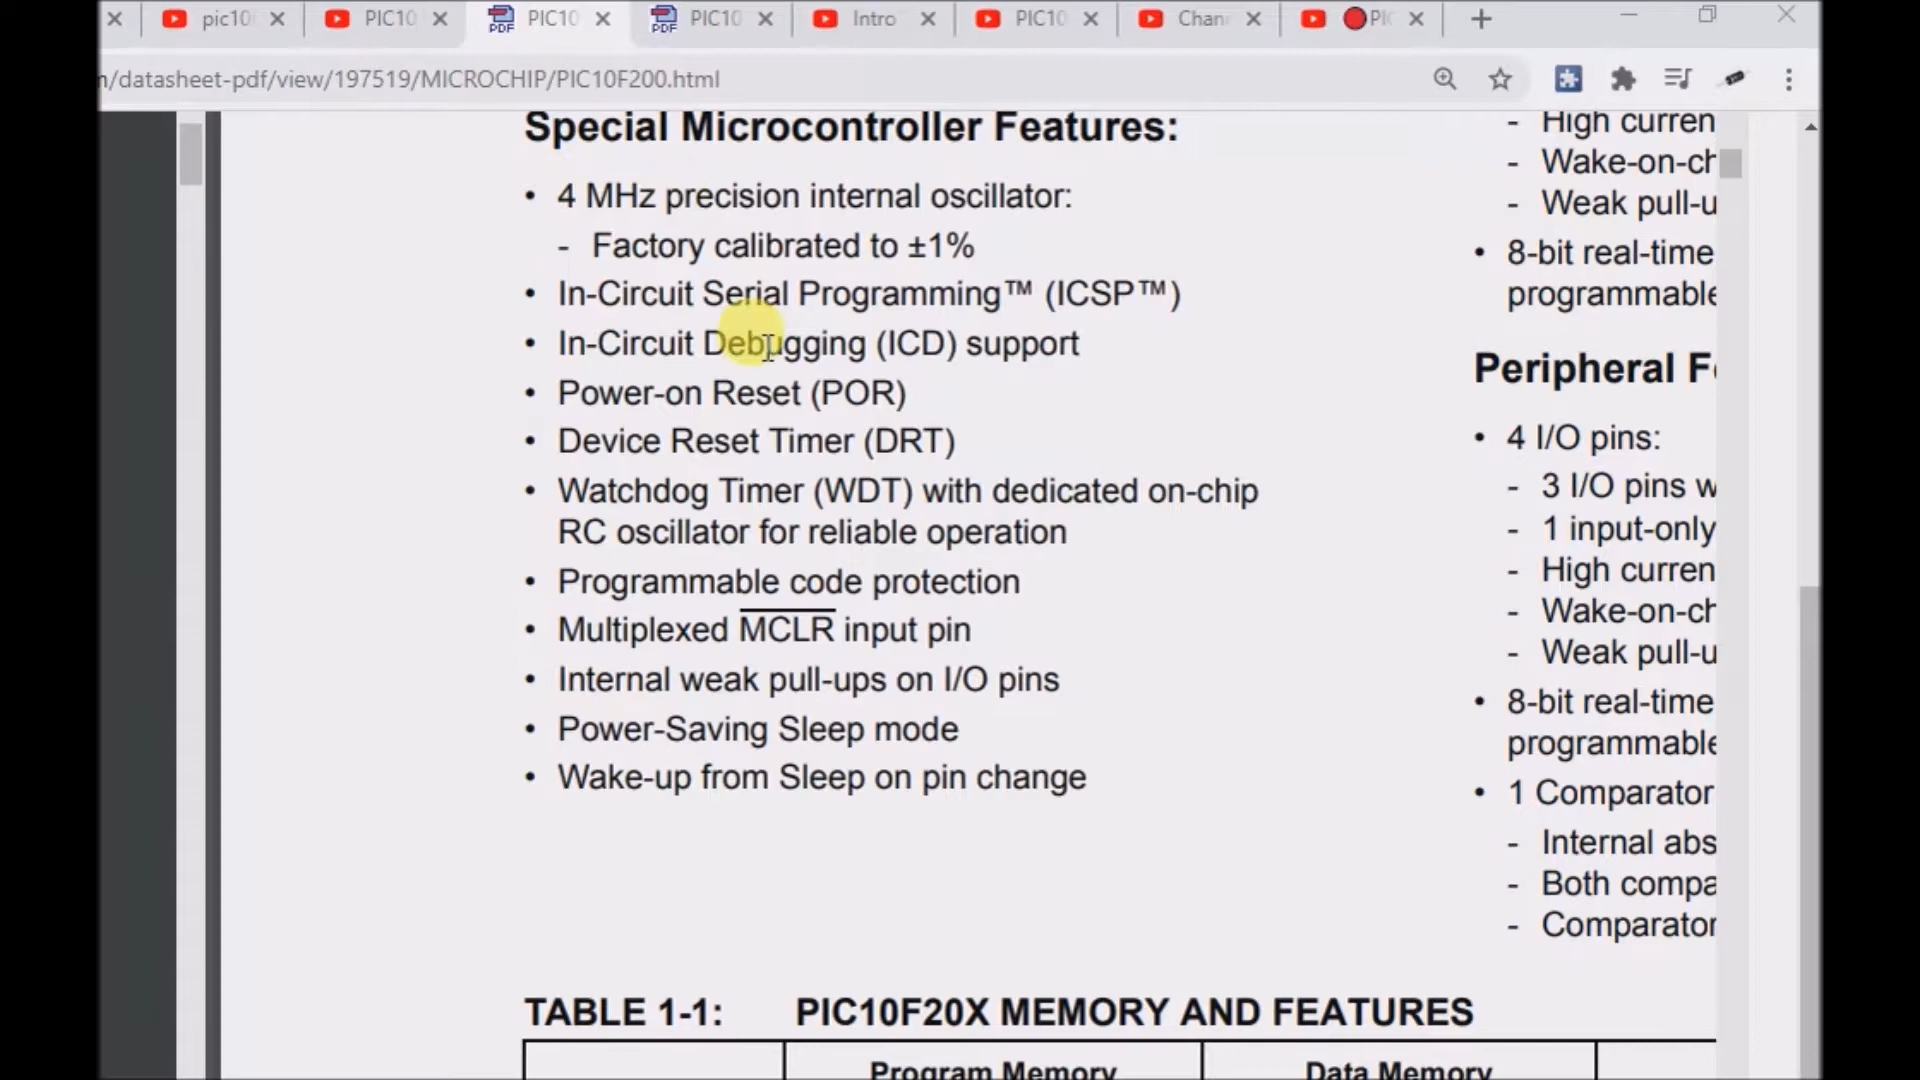 pic10
PIC10
PIC10
PIC10
Intro
PIC10
Chan
n/datasheet-pdf/view/197519/MICROCHIP/PIC10F200.html
Special Microcontroller Features:
• 4 MHz precision internal oscillator:
- Factory calibrated to ±1%
• In-Circuit Serial Programming™ (ICSP™)
• In-Circuit Debugging (ICD) support
• Power-on Reset (POR)
• Device Reset Timer (DRT)
• Watchdog Timer (WDT) with dedicated on-chip
RC oscillator for reliable operation
• Programmable code protection
• Multiplexed MCLR input pin
• Internal weak pull-ups on I/O pins
• Power-Saving Sleep mode
• Wake-up from Sleep on pin change
- High curren
- Wake-on-ch
- Weak pull-u
• 8-bit real-time
programmable
Peripheral F
• 4 I/O pins:
- 3 I/O pins w
- 1 input-only
- High curren
- Wake-on-ch
- Weak pull-u
• 8-bit real-time
programmable
• 1 Comparator
- Internal abs
- Both compa
- Comparator
TABLE 1-1: PIC10F20X MEMORY AND FEATURES
Program Memory Data Memory